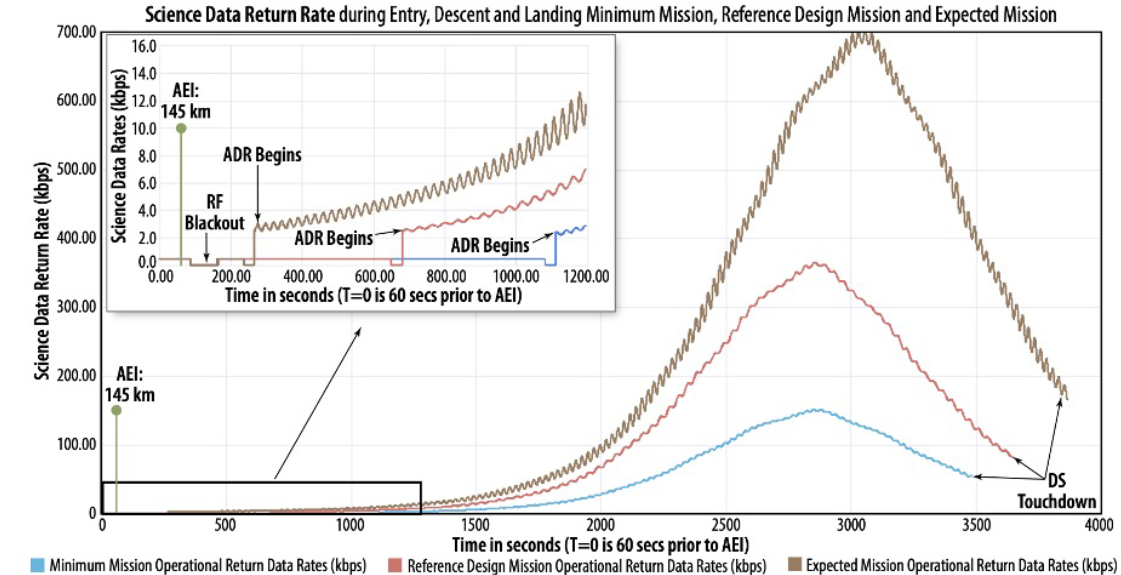 Science Data Return Rate during Entry, Descent and Landing Minimum Mission, Reference Design Mission and Expected Mission
Science Data Return Rate (kbps)
700.00
600.00
500.00
400.00
300.00
200.00
100.00
0
Science Data Rates (kbps)
16.0
14.0
12.0
10.0
8.0
6.0
4.0
2.0
0.0
AEI:
145 km
ADR Begins
RF
Blackout
ADR Begins
ADR Begins
0.00 200.00 400.00 600.00 800.00 1000.00 1200.00
Time in seconds (T=0 is 60 secs prior to AEI)
AEI:
145 km
DS
Touchdown
0 500 1000 1500 2000 2500 3000 3500 4000
Time in seconds (T=0 is 60 secs prior to AEI)
Minimum Mission Operational Return Data Rates (kbps) Reference Design Mission Operational Return Data Rates (kbps) Expected Mission Operational Return Data Rates (kbps)